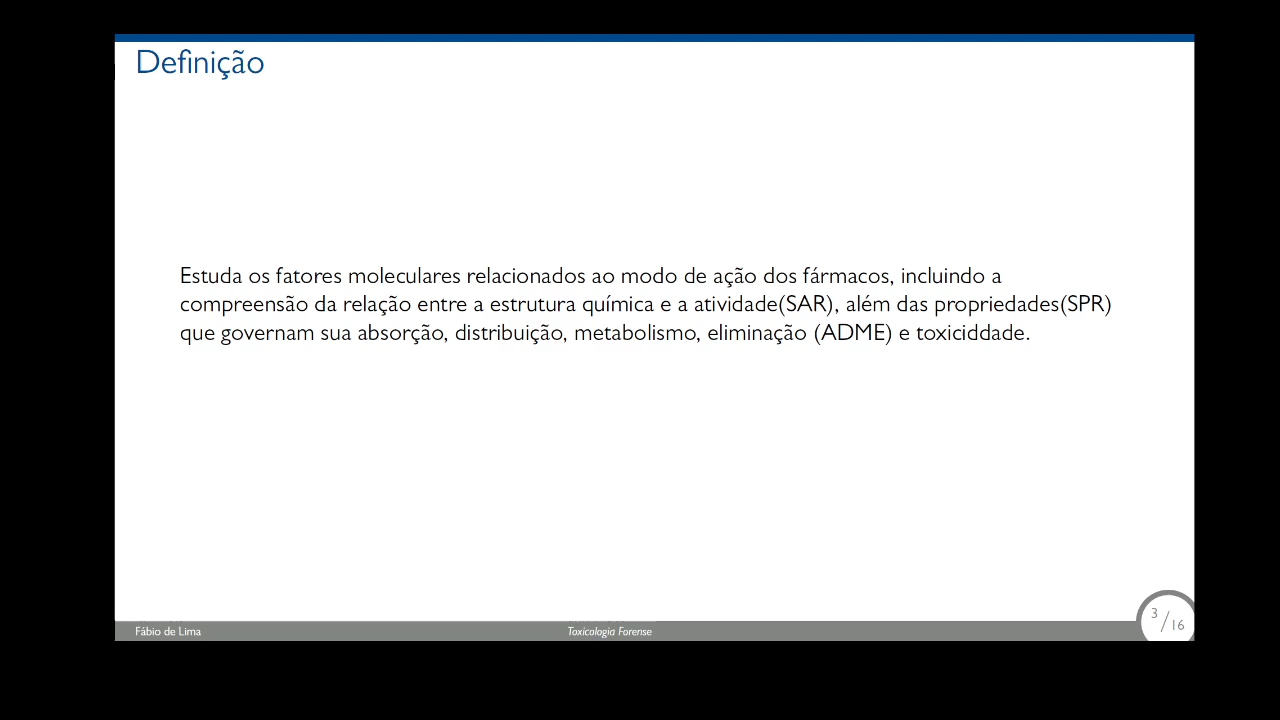 Definição
Estuda os fatores moleculares relacionados ao modo de ação dos fármacos, incluindo a
compreensão da relação entre a estrutura química e a atividade(SAR), além das propriedades(SPR)
que governam sua absorção, distribuição, metabolismo, eliminação (ADME) e toxiciddade.
Fábio de Lima
Toxicologia Forense
3/16